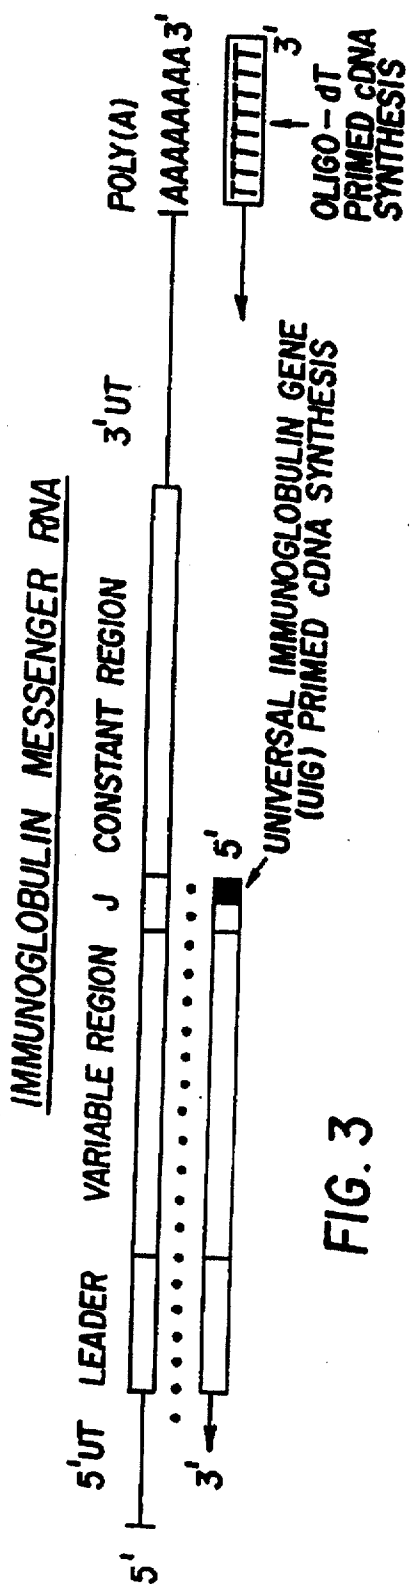 IMMUNOGLOBULIN MESSENGER RNA
5' 5'UT LEADER VARIABLE REGION J CONSTANT REGION 3'UT POLY(A)
AAAAAAAA 3'
3' 5' TTTTTTTT 3'
UNIVERSAL IMMUNOGLOBULIN GENE
(UIG) PRIMED cDNA SYNTHESIS
OLIGO-dT
PRIMED cDNA
SYNTHESIS
FIG. 3